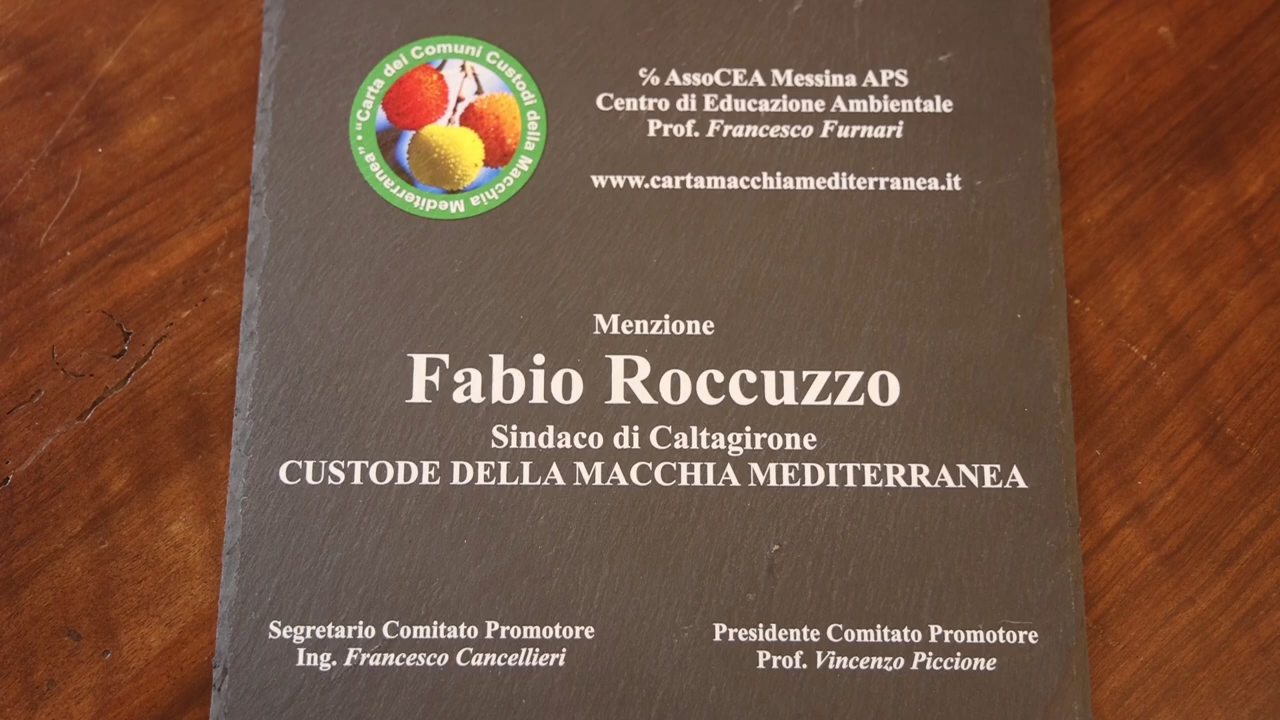 "Carta dei Comuni Custodi della Macchia Mediterranea" •
℅ AssoCEA Messina APS
Centro di Educazione Ambientale
Prof. Francesco Furnari
www.cartamacchiamediterranea.it
Menzione
Fabio Roccuzzo
Sindaco di Caltagirone
CUSTODE DELLA MACCHIA MEDITERRANEA
Segretario Comitato Promotore
Ing. Francesco Cancellieri
Presidente Comitato Promotore
Prof. Vincenzo Piccione